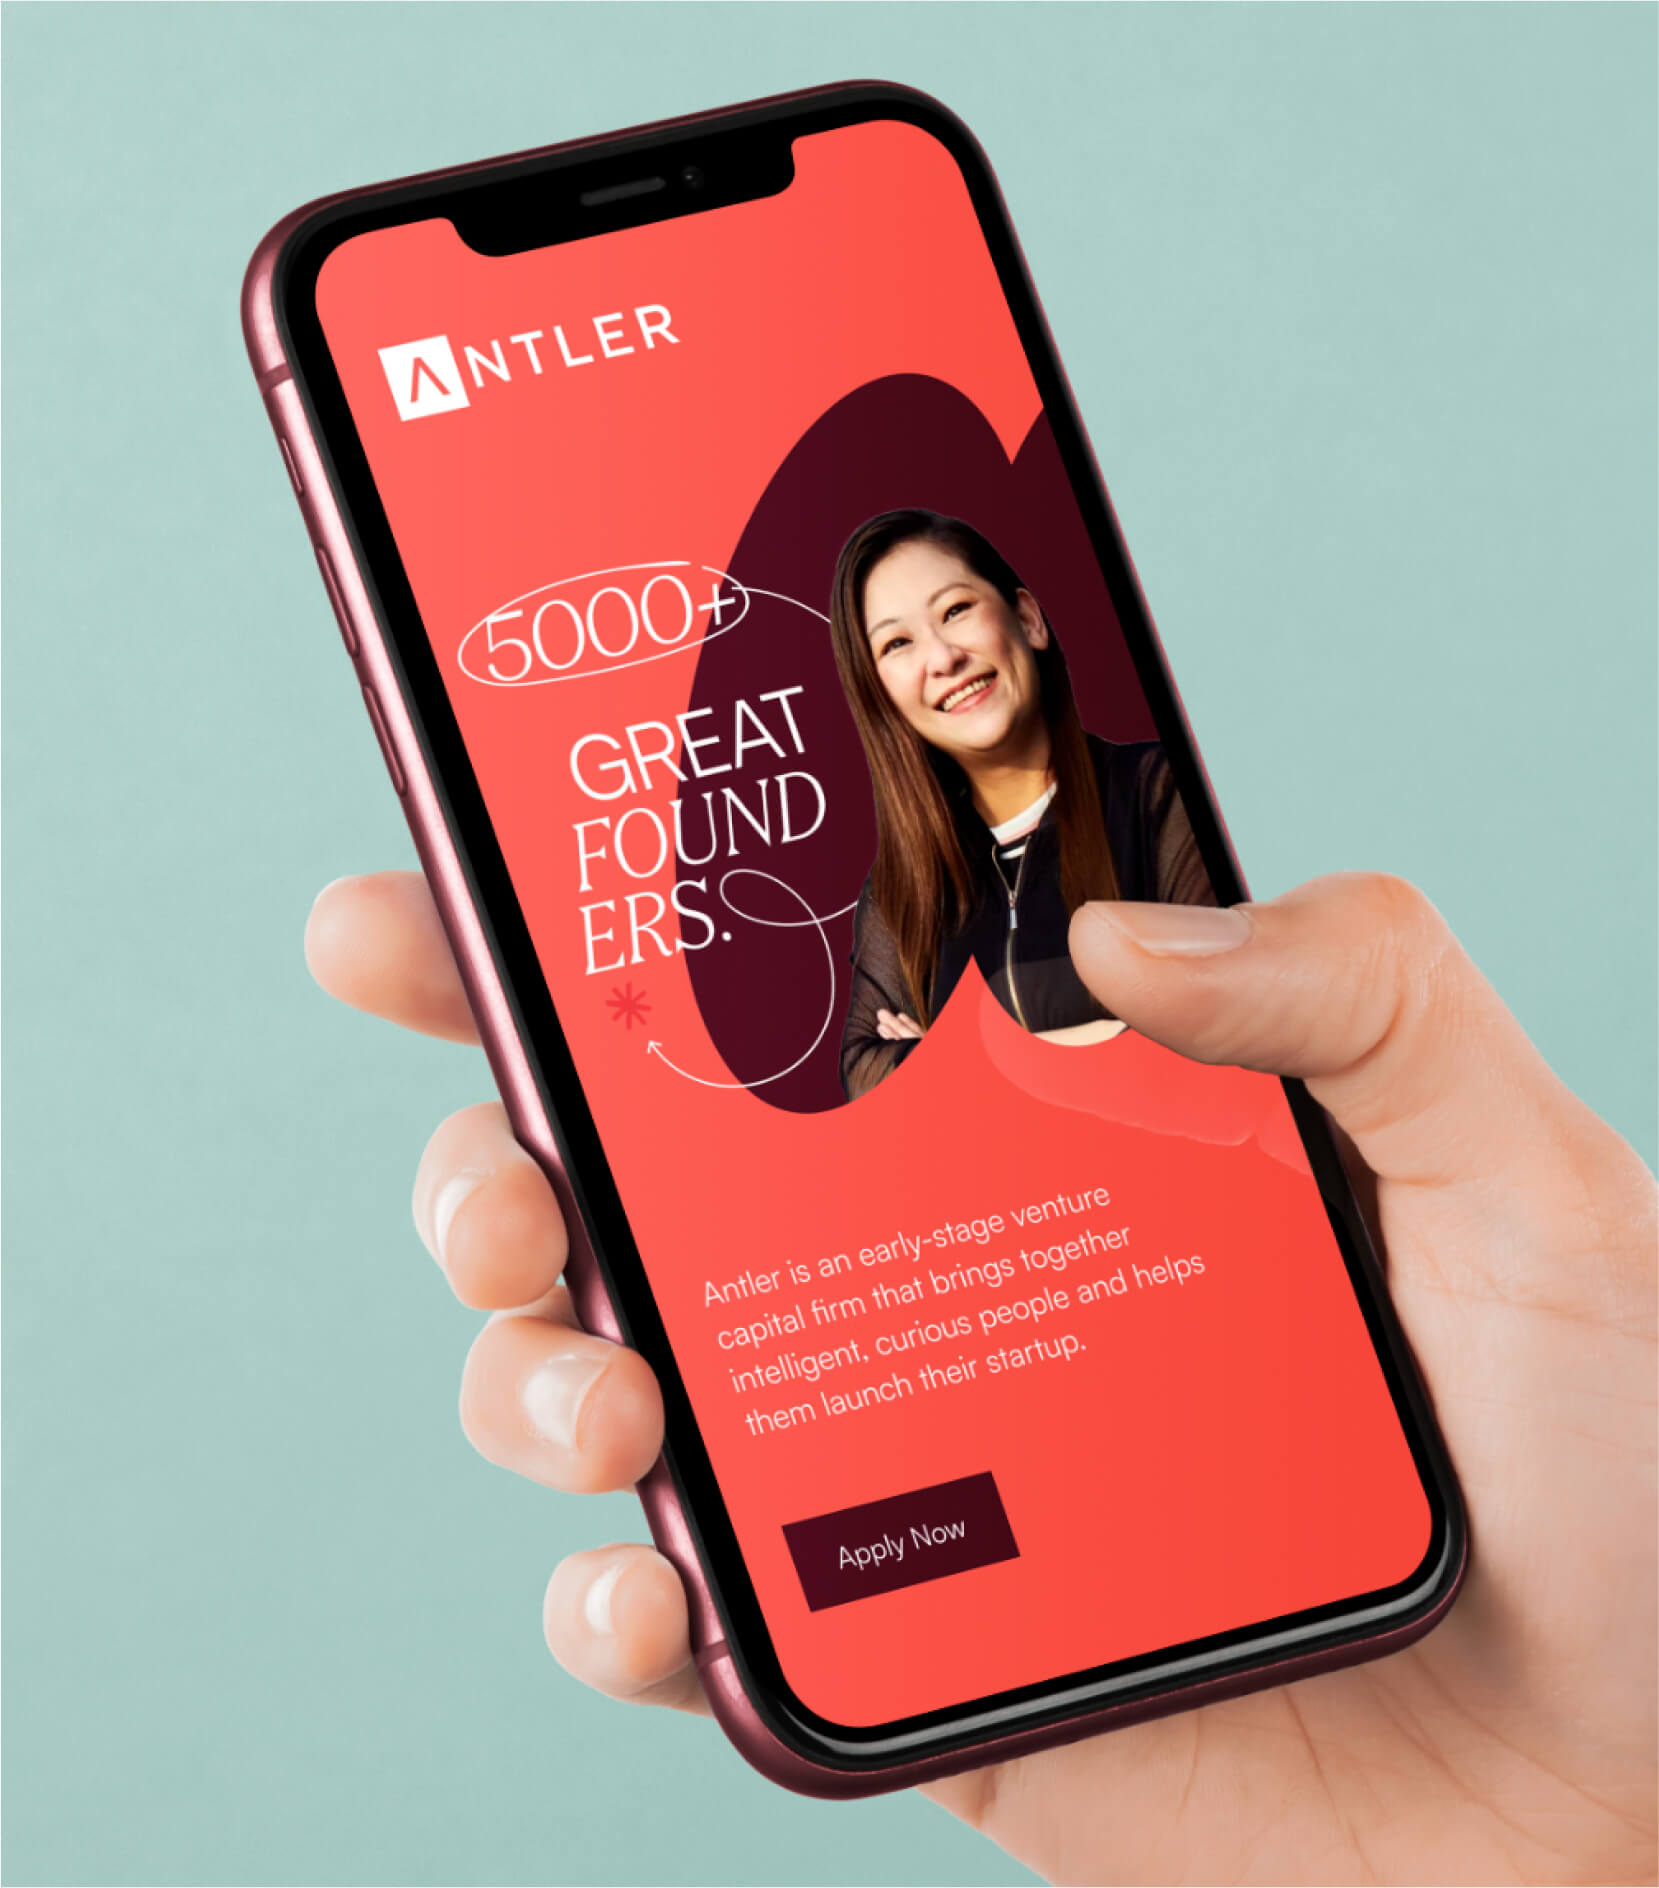 ANTLER
5000+
GREAT
FOUND
ERS.
Antler is an early-stage venture
capital firm that brings together
intelligent, curious people and helps
them launch their startup.
Apply Now